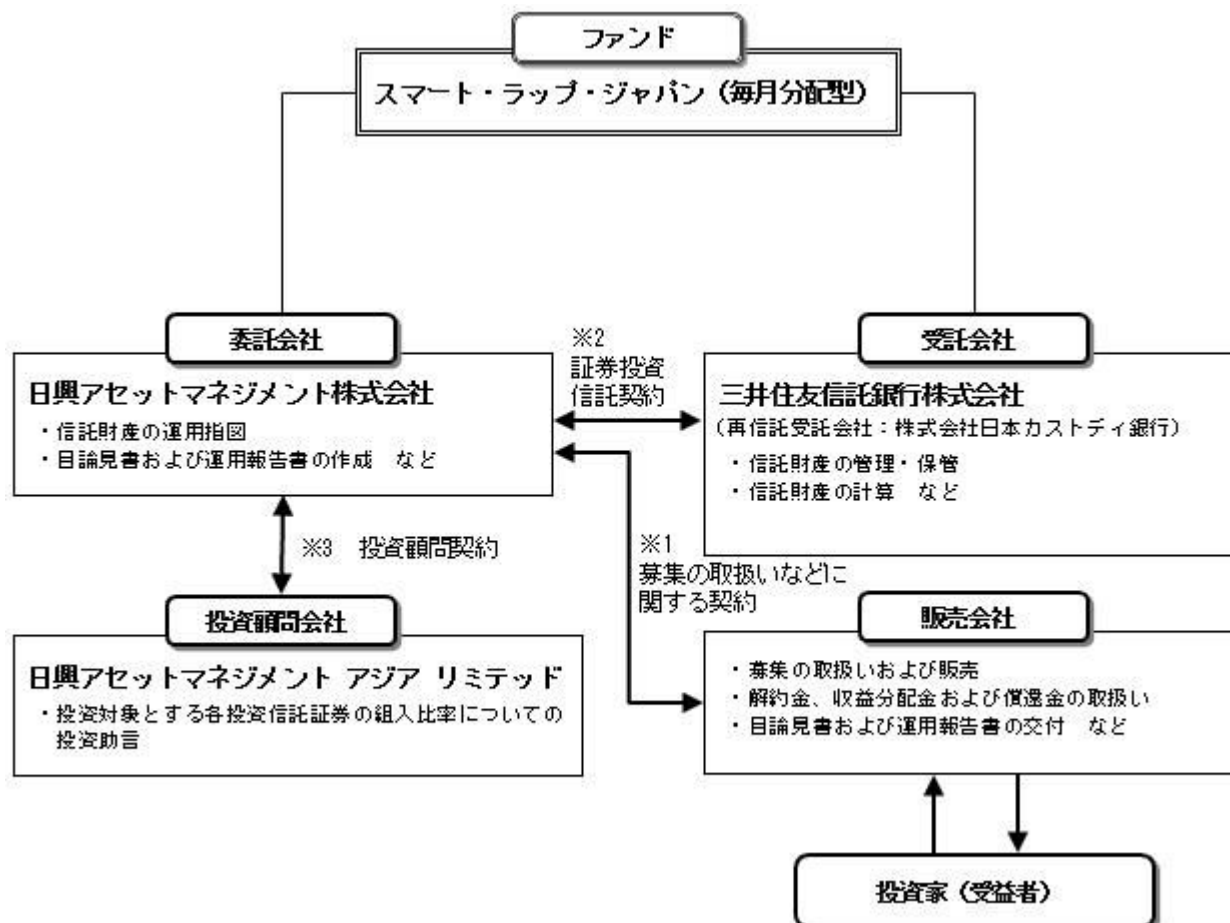 ファンド
スマート・ラップ・ジャパン（毎月分配型）
委託会社
日興アセットマネジメント株式会社
・信託財産の運用指図
・目論見書および運用報告書の作成　など
※2
証券投資
信託契約
受託会社
三井住友信託銀行株式会社
（再信託受託会社：株式会社日本カストディ銀行）
・信託財産の管理・保管
・信託財産の計算　など
※3　投資顧問契約
※1
募集の取扱いなどに
関する契約
投資顧問会社
日興アセットマネジメント アジア リミテッド
・投資対象とする各投資信託証券の組入比率についての
投資助言
販売会社
・募集の取扱いおよび販売
・解約金、収益分配金および償還金の取扱い
・目論見書および運用報告書の交付　など
投資家（受益者）